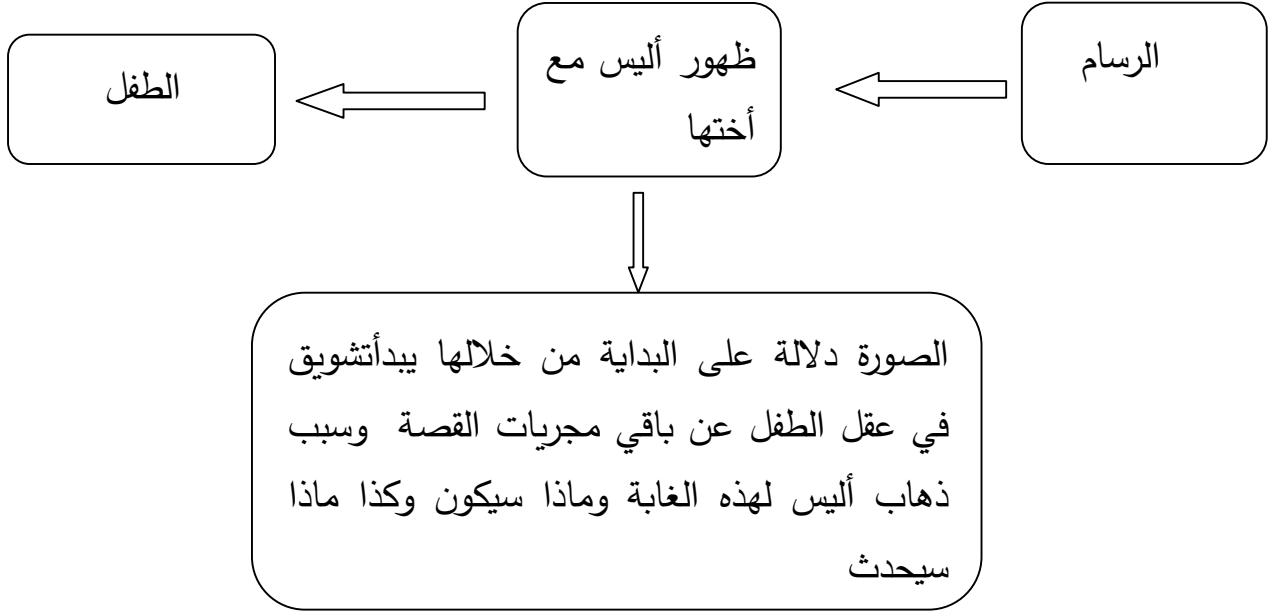 الرسام
ظهور أليس مع
أختها
الطفل
الصورة دلالة على البداية من خلالها يبدأتشويق
في عقل الطفل عن باقي مجريات القصة وسبب
ذهاب أليس لهذه الغابة وماذا سيكون وكذا ماذا
سيحدث